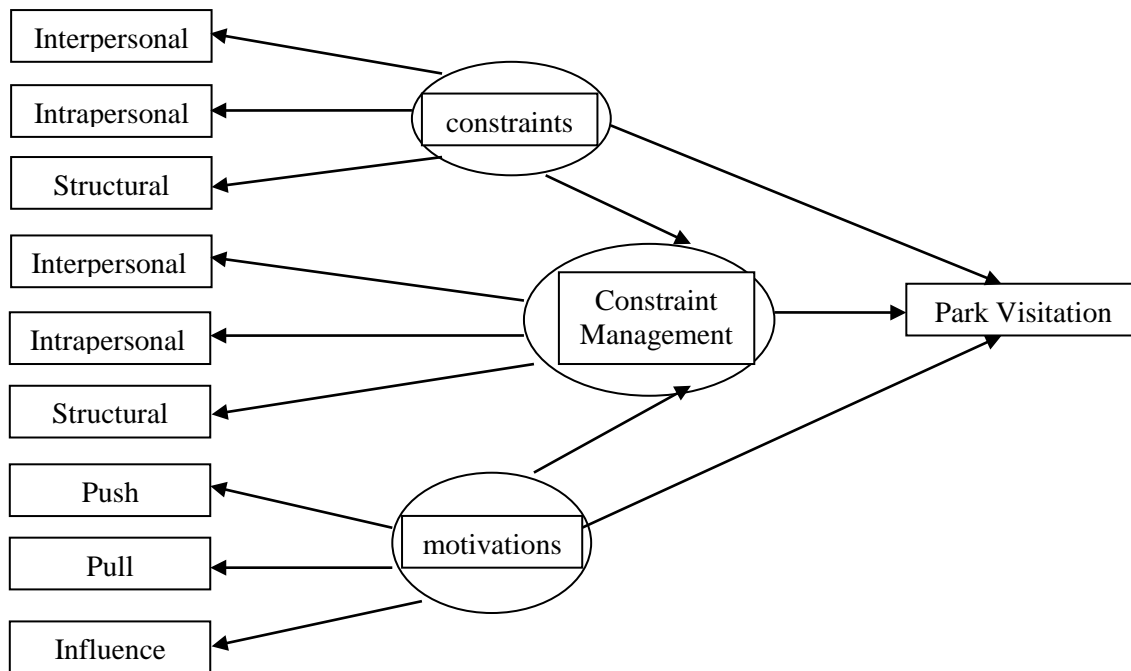 Interpersonal
Intrapersonal
constraints
Structural
Interpersonal
Constraint
Management
Park Visitation
Intrapersonal
Structural
Push
motivations
Pull
Influence